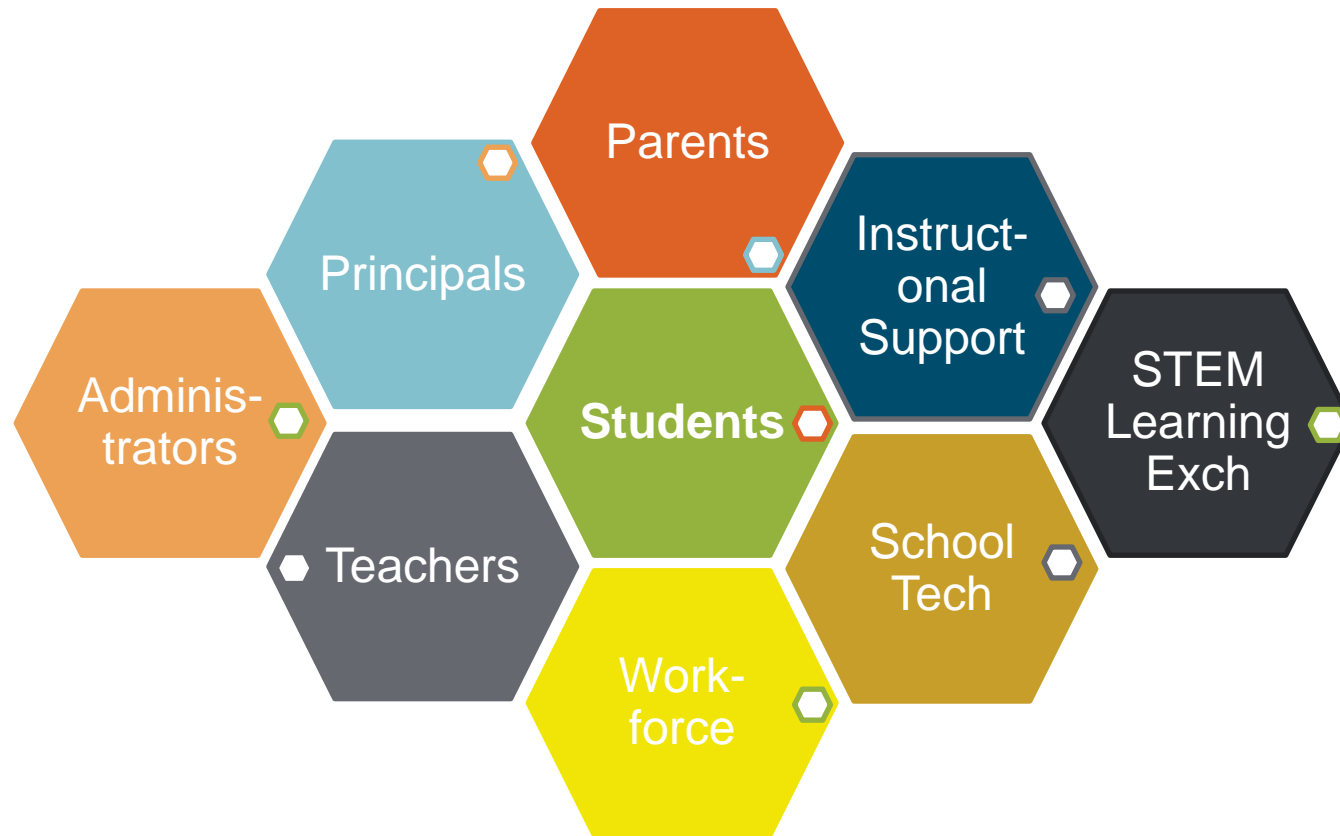 Parents
Principals
Instruct-
onal
Support
Adminis-
trators
Students
STEM
Learning
Exch
Teachers
School
Tech
Work-
force